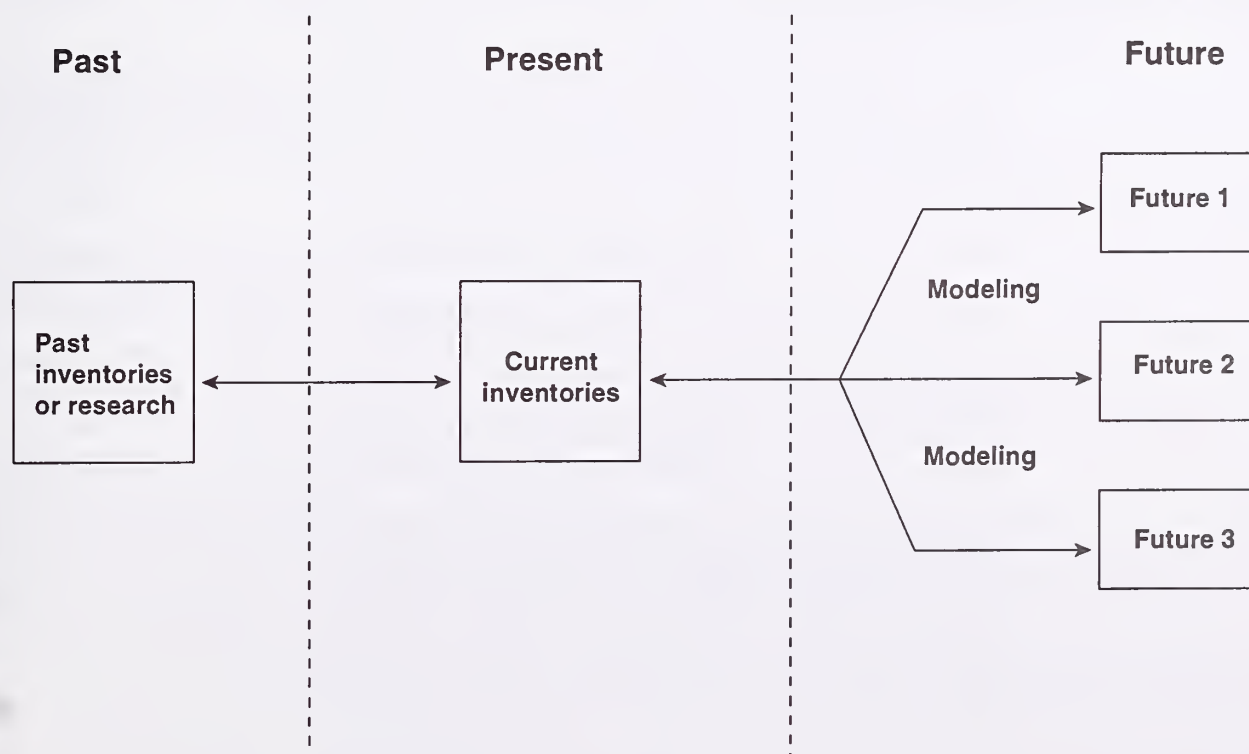 Past
Present
Future
Past
inventories
or research
Current
inventories
Modeling
Modeling
Future 1
Future 2
Future 3